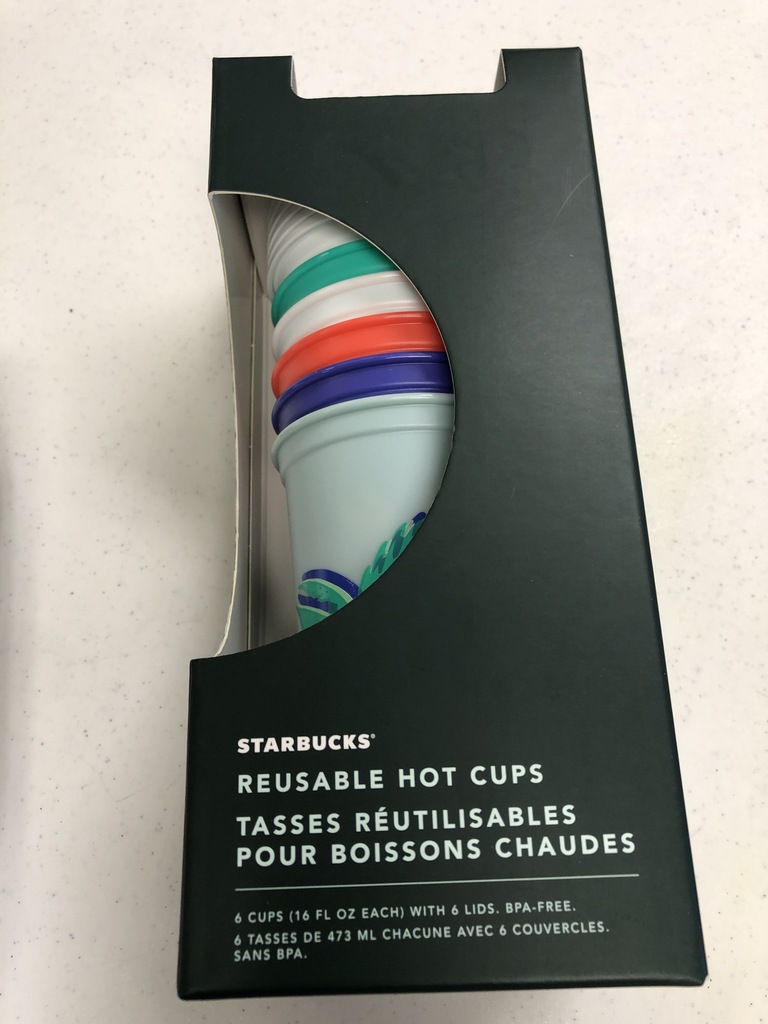 STARBUCKS®
REUSABLE HOT CUPS
TASSES RÉUTILISABLES
POUR BOISSONS CHAUDES
6 CUPS (16 FL OZ EACH) WITH 6 LIDS. BPA-FREE.
6 TASSES DE 473 ML CHACUNE AVEC 6 COUVERCLES.
SANS BPA.